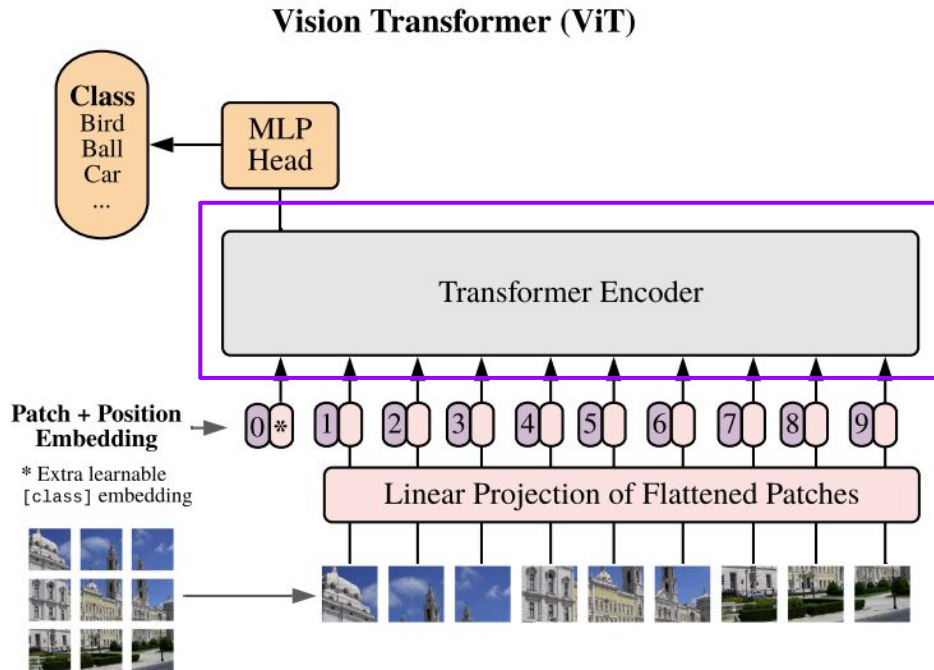 Vision Transformer (ViT)
Class
Bird
Ball
Car
...
MLP
Head
Transformer Encoder
Patch + Position
Embedding
0 * 1 2 3 4 5 6 7 8 9
* Extra learnable
[class] embedding
Linear Projection of Flattened Patches